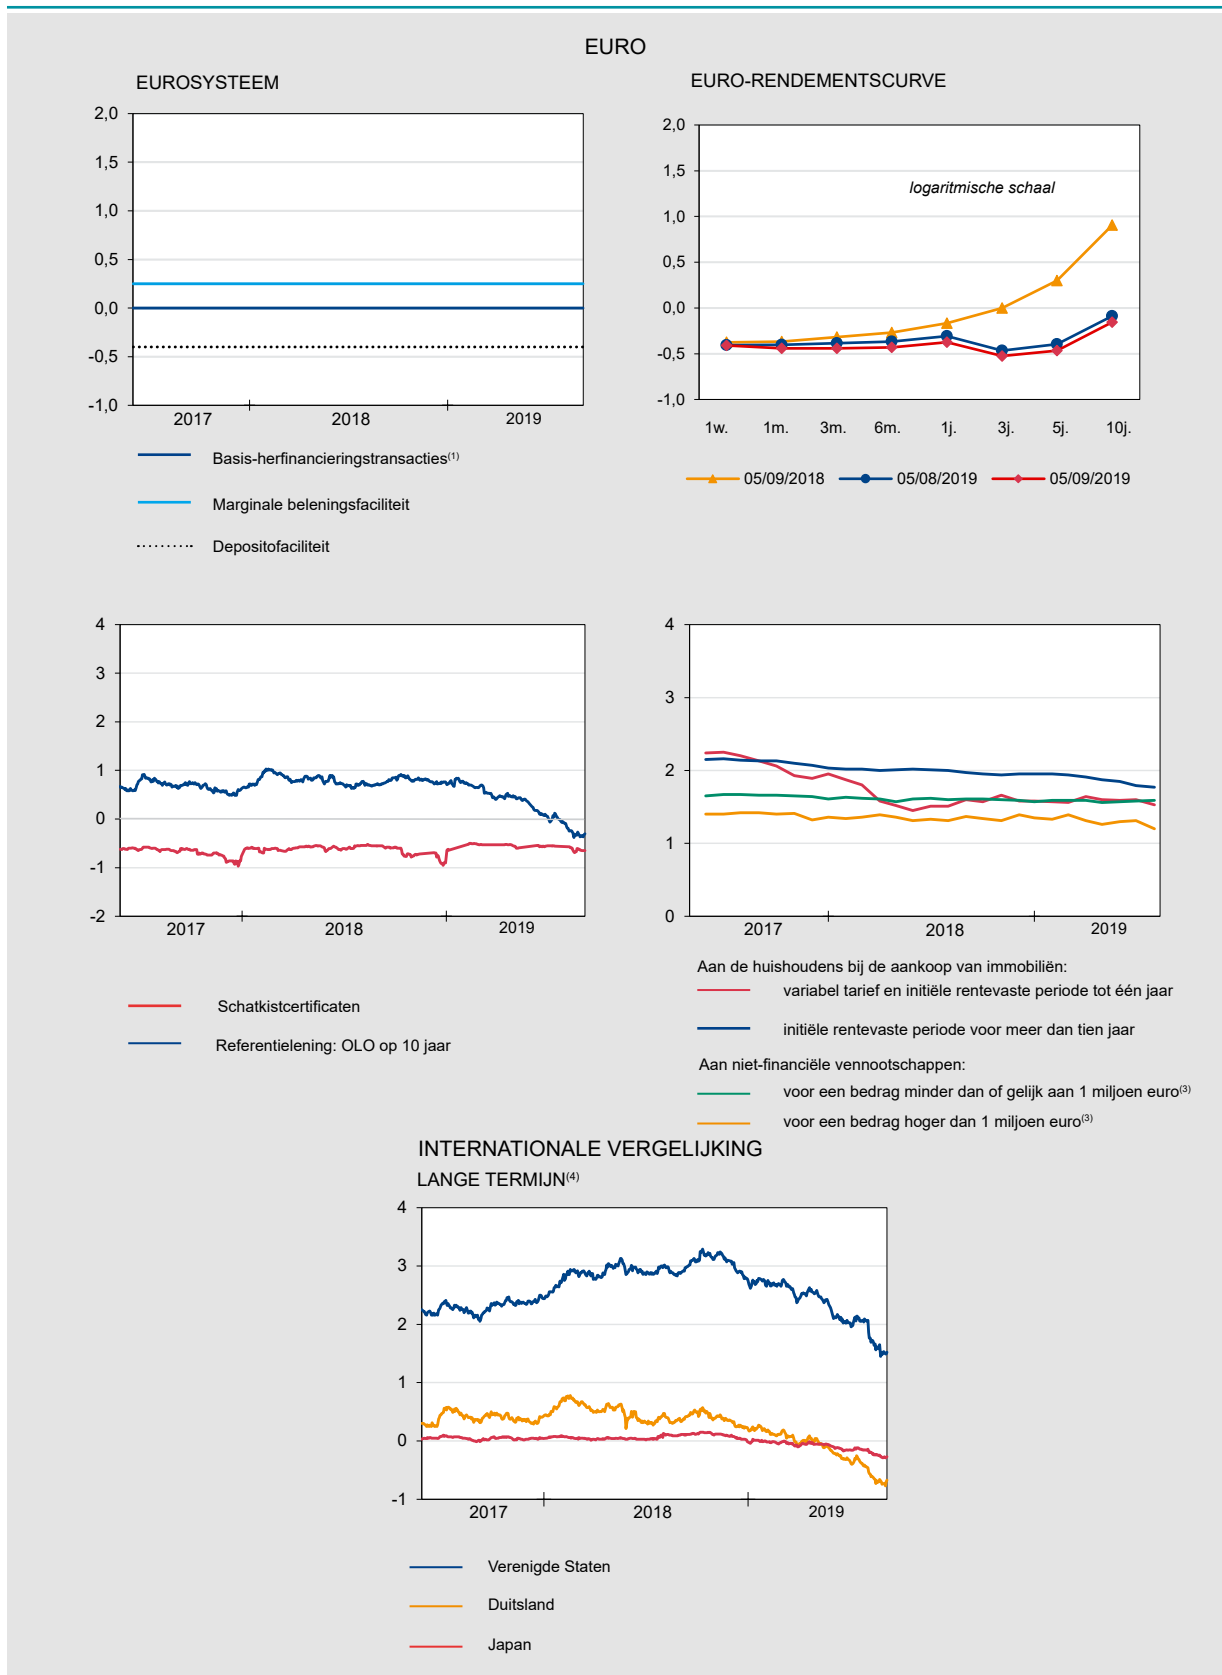 EURO
EUROSYSTEEM
2,0
1,5
1,0
0,5
0,0
-0,5
-1,0
2017 2018 2019
Basis-herfinancieringstransacties(1)
Marginale beleningsfaciliteit
Depositofaciliteit
EURO-RENDEMENTSCURVE
2,0
1,5
1,0
0,5
0,0
-0,5
-1,0
logaritmische schaal
1w. 1m. 3m. 6m. 1j. 3j. 5j. 10j.
05/09/2018 05/08/2019 05/09/2019
4
3
2
1
0
-1
-2
2017 2018 2019
Schatkistcertificaten
Referentielening: OLO op 10 jaar
4
3
2
1
0
2017 2018 2019
Aan de huishoudens bij de aankoop van immobiliën:
variabel tarief en initiële rentevaste periode tot één jaar
initiële rentevaste periode voor meer dan tien jaar
Aan niet-financiële vennootschappen:
voor een bedrag minder dan of gelijk aan 1 miljoen euro(3)
voor een bedrag hoger dan 1 miljoen euro(3)
INTERNATIONALE VERGELIJKING
LANGE TERMIJN(4)
4
3
2
1
0
-1
2017 2018 2019
Verenigde Staten
Duitsland
Japan